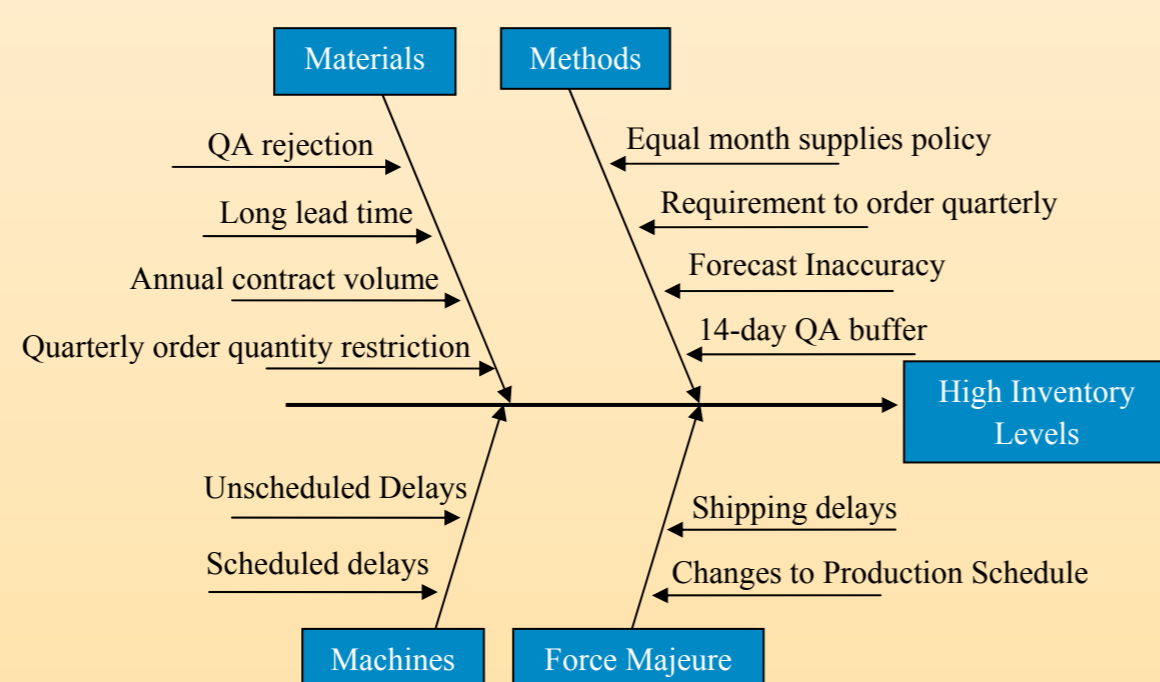 Materials
Methods
QA rejection
Equal month supplies policy
Long lead time
Requirement to order quarterly
Annual contract volume
Forecast Inaccuracy
Quarterly order quantity restriction
14-day QA buffer
High Inventory
Levels
Unscheduled Delays
Shipping delays
Scheduled delays
Changes to Production Schedule
Machines
Force Majeure